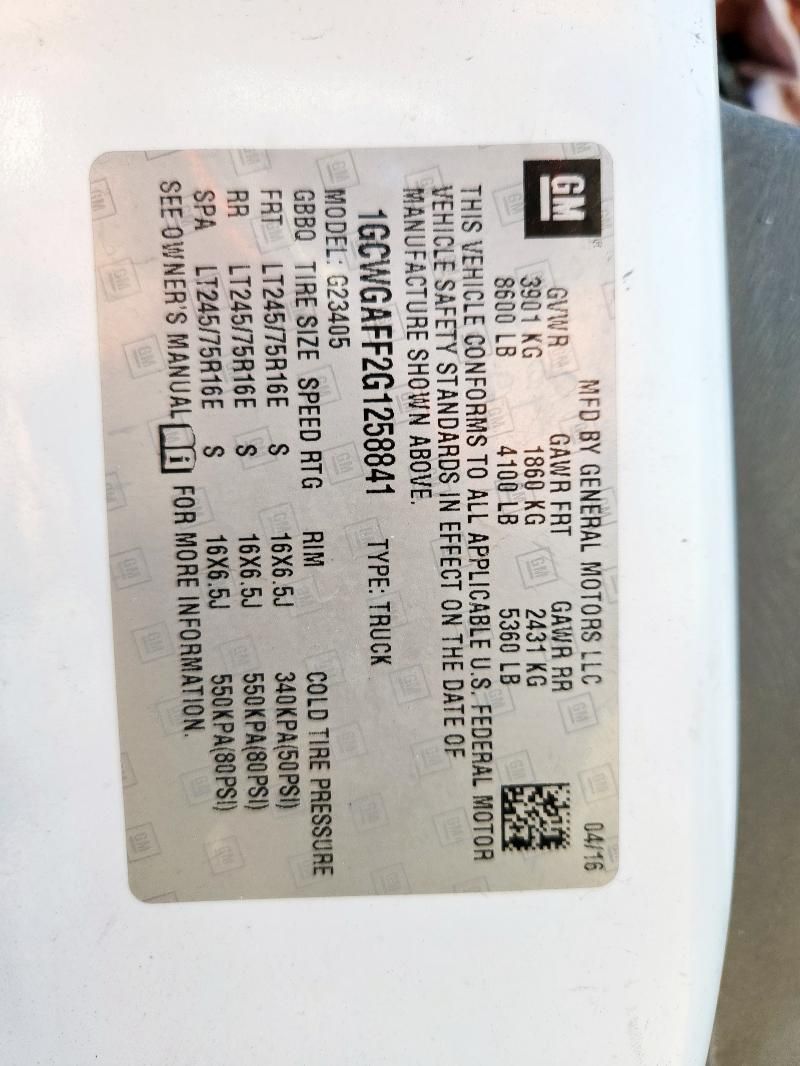 GM
MFD BY GENERAL MOTORS LLC 04/16
GVWR GAWR FRT GAWR RR
3901 KG 1860 KG 2431 KG
8600 LB 4100 LB 5360 LB
THIS VEHICLE CONFORMS TO ALL APPLICABLE U.S. FEDERAL MOTOR
VEHICLE SAFETY STANDARDS IN EFFECT ON THE DATE OF
MANUFACTURE SHOWN ABOVE.
1GCWGAFF2G1258841 TYPE: TRUCK
MODEL: G23405
GBBQ TIRE SIZE SPEED RTG RIM COLD TIRE PRESSURE
FRT LT245/75R16E S 16X6.5J 340KPA(50PSI)
RR LT245/75R16E S 16X6.5J 550KPA(80PSI)
SPA LT245/75R16E S 16X6.5J 550KPA(80PSI)
SEE OWNER'S MANUAL i FOR MORE INFORMATION.